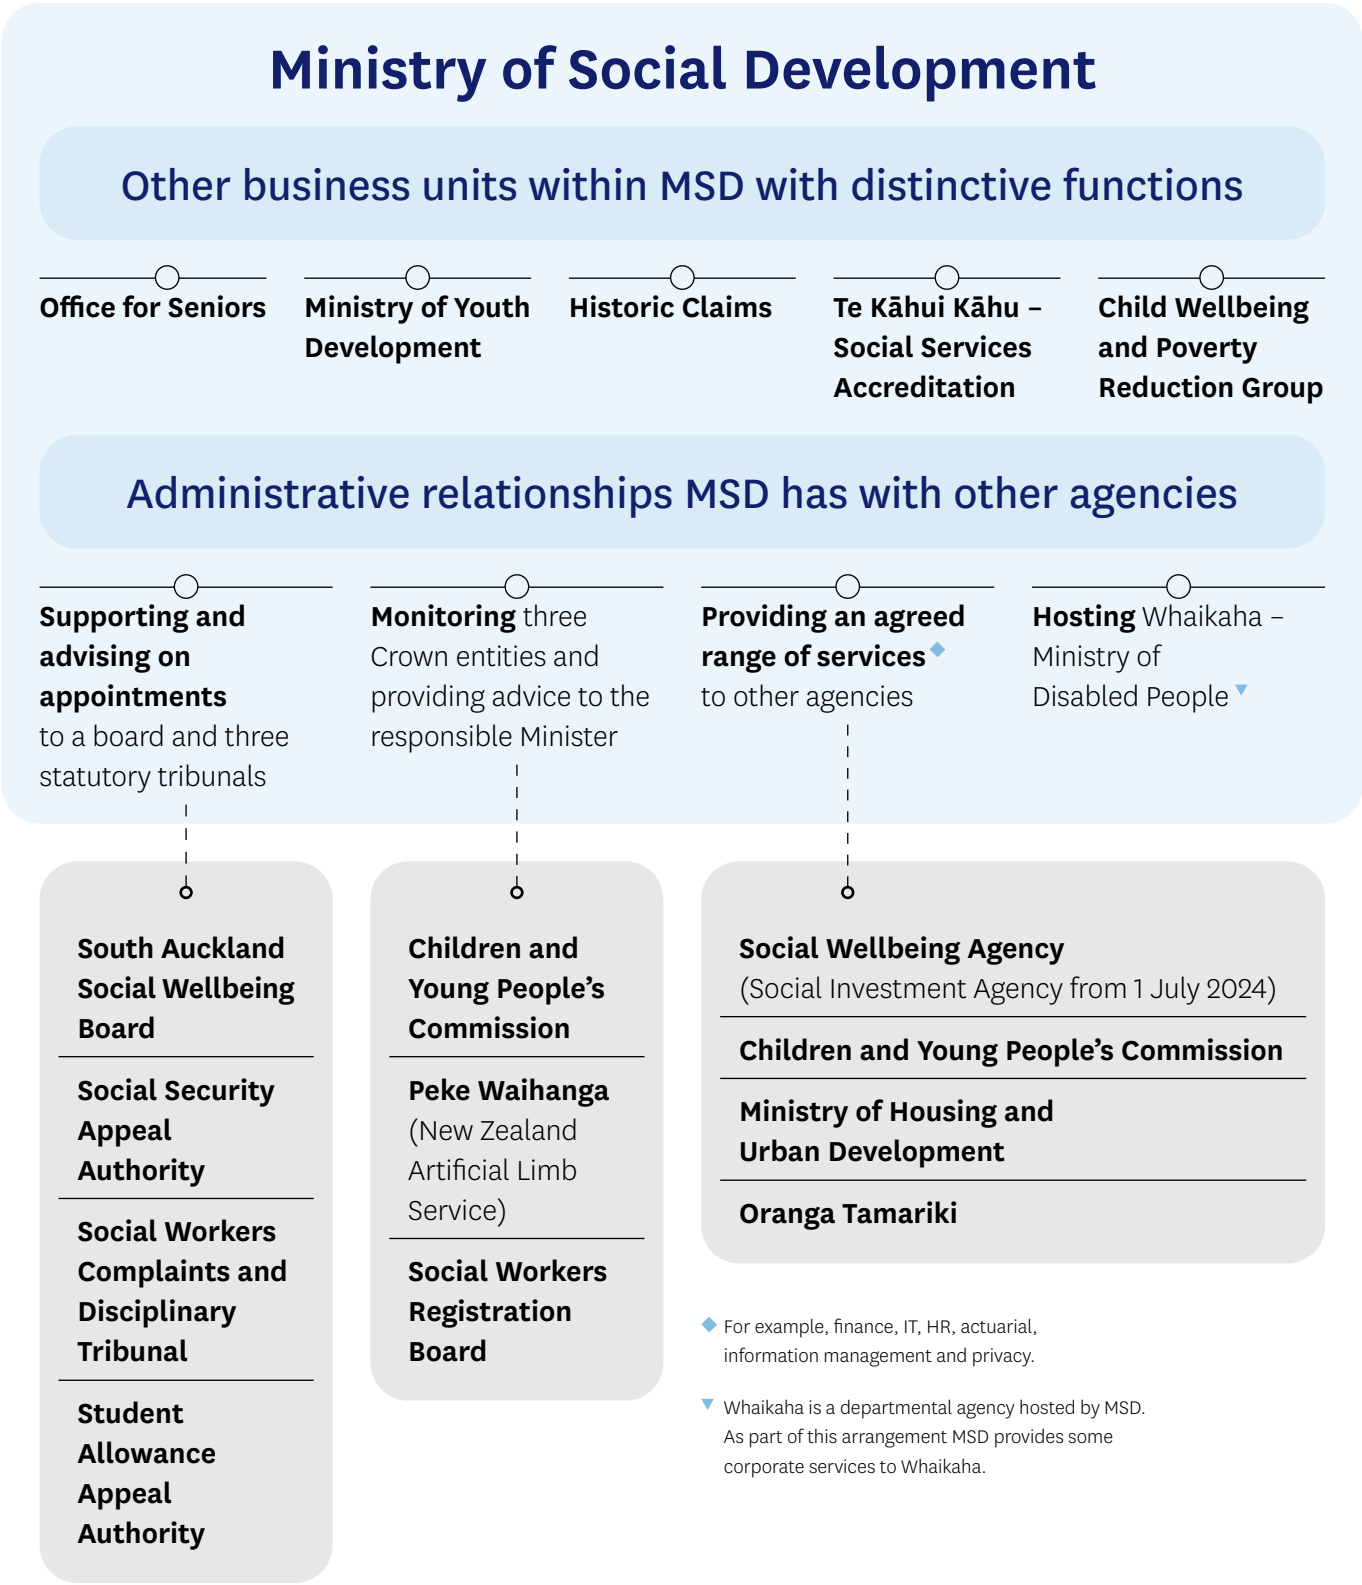 Ministry of Social Development
Other business units within MSD with distinctive functions
Office for Seniors
Ministry of Youth
Development
Historic Claims
Te Kāhui Kāhu –
Social Services
Accreditation
Child Wellbeing
and Poverty
Reduction Group
Administrative relationships MSD has with other agencies
Supporting and
advising on
appointments
to a board and three
statutory tribunals
Monitoring three
Crown entities and
providing advice to the
responsible Minister
Providing an agreed
range of services◆
to other agencies
Hosting Whaikaha –
Ministry of
Disabled People ▼
South Auckland
Social Wellbeing
Board
Social Security
Appeal
Authority
Social Workers
Complaints and
Disciplinary
Tribunal
Student
Allowance
Appeal
Authority
Children and
Young People’s
Commission
Peke Waihanga
(New Zealand
Artificial Limb
Service)
Social Workers
Registration
Board
Social Wellbeing Agency
(Social Investment Agency from 1 July 2024)
Children and Young People’s Commission
Ministry of Housing and
Urban Development
Oranga Tamariki
◆ For example, finance, IT, HR, actuarial,
information management and privacy.
▼ Whaikaha is a departmental agency hosted by MSD.
As part of this arrangement MSD provides some
corporate services to Whaikaha.